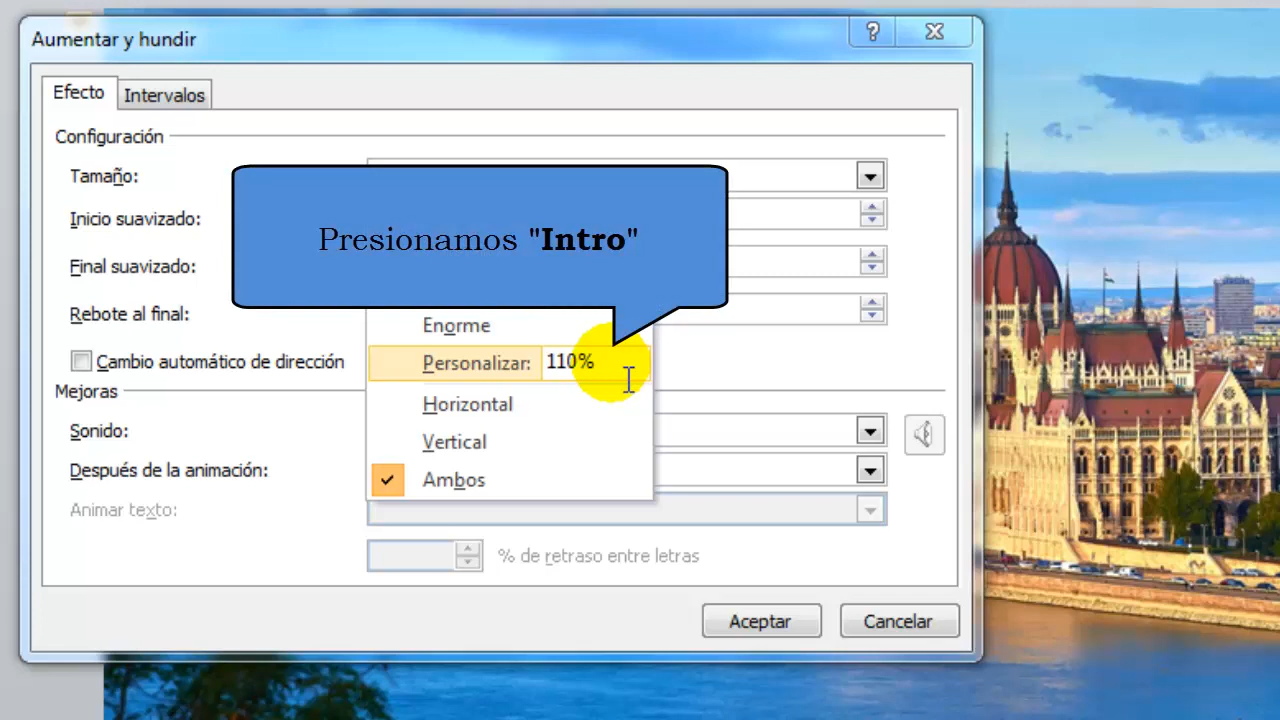 Aumentar y hundir
Efecto
Intervalos
Configuración
Tamaño:
Inicio suavizado:
Presionamos "Intro"
Final suavizado:
Rebote al final:
Enorme
Cambio automático de dirección
Personalizar: 110%
Mejoras
Horizontal
Sonido:
Vertical
Después de la animación:
Ambos
Animar texto:
% de retraso entre letras
Aceptar
Cancelar